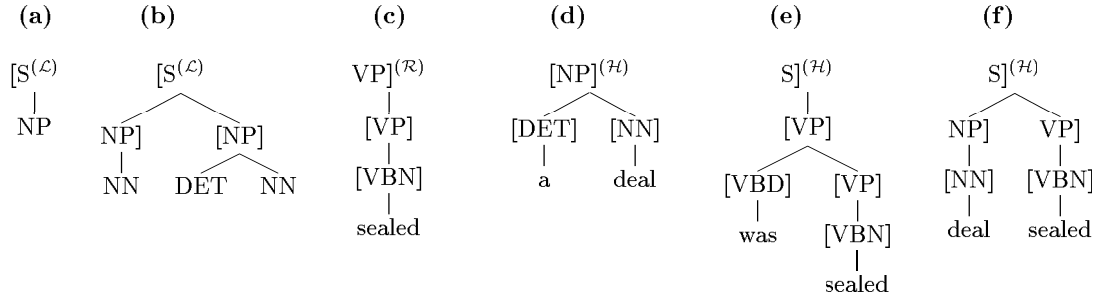 (a) (b) (c) (d) (e) (f)
[S^(ℒ) [S^(ℒ) VP]^(ℛ) [NP]^(ℋ) S]^(ℋ) S]^(ℋ)
NP NP] [NP] [VP] [DET] [NN] [VP] NP] VP]
NN DET NN [VBN] a deal [VBD] [VP] [NN] [VBN]
sealed was [VBN] deal sealed
sealed